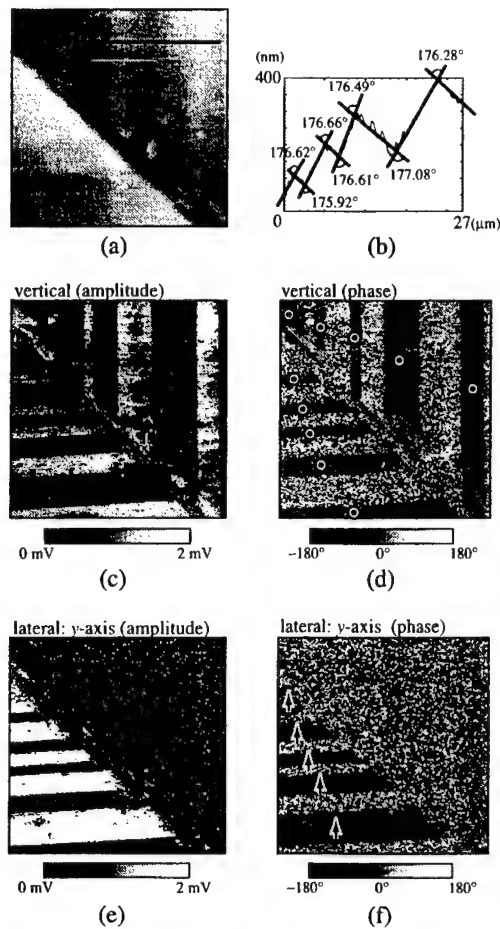 (nm)
400
176.28°
176.49°
176.66°
176.62°
176.61°
177.08°
175.92°
0
0
27(μm)
(a)
(b)
vertical (amplitude)
vertical (phase)
0 mV
2 mV
−180°
0°
180°
(c)
(d)
lateral: y-axis (amplitude)
lateral: y-axis (phase)
R
0 mV
2 mV
−180°
0°
180°
(e)
(f)